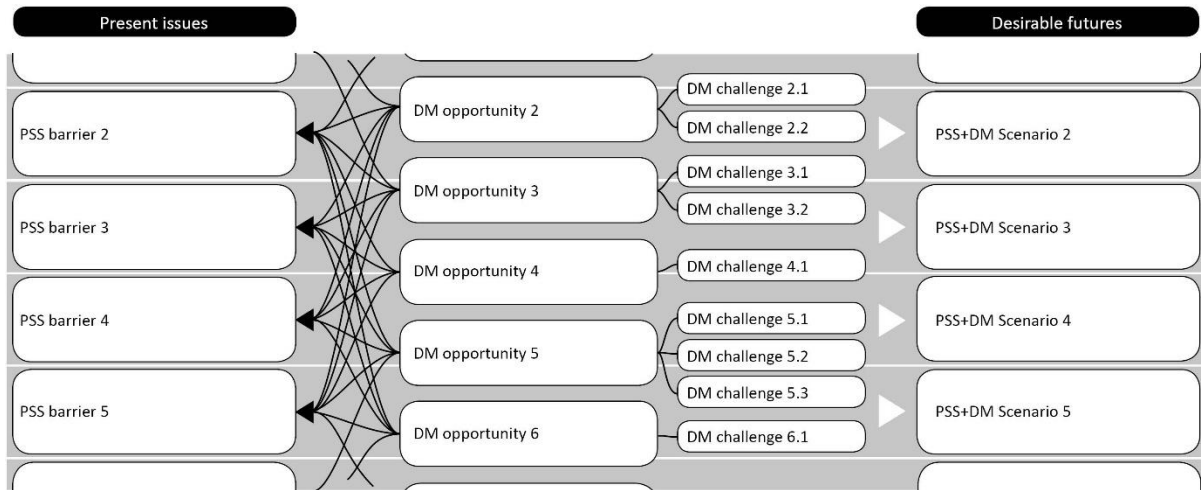 Present issues
Desirable futures
PSS barrier 2
PSS barrier 3
PSS barrier 4
PSS barrier 5
DM opportunity 2
DM opportunity 3
DM opportunity 4
DM opportunity 5
DM opportunity 6
DM challenge 2.1
DM challenge 2.2
DM challenge 3.1
DM challenge 3.2
DM challenge 4.1
DM challenge 5.1
DM challenge 5.2
DM challenge 5.3
DM challenge 6.1
PSS+DM Scenario 2
PSS+DM Scenario 3
PSS+DM Scenario 4
PSS+DM Scenario 5